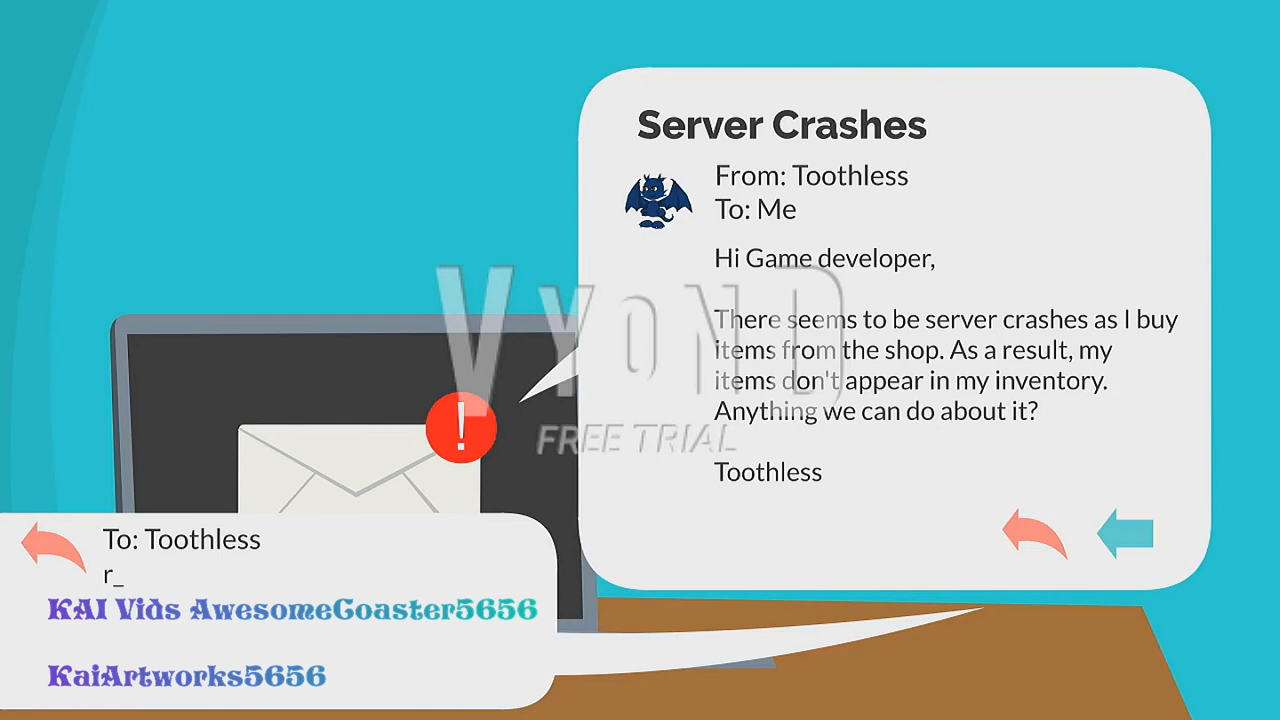 Server Crashes
From: Toothless
To: Me
Hi Game developer,
There seems to be server crashes as I buy
items from the shop. As a result, my
items don't appear in my inventory.
Anything we can do about it?
Toothless
!
VYOND
FREE TRIAL
To: Toothless
r_
KAI Vids AwesomeCoaster5656
KaiArtworks5656